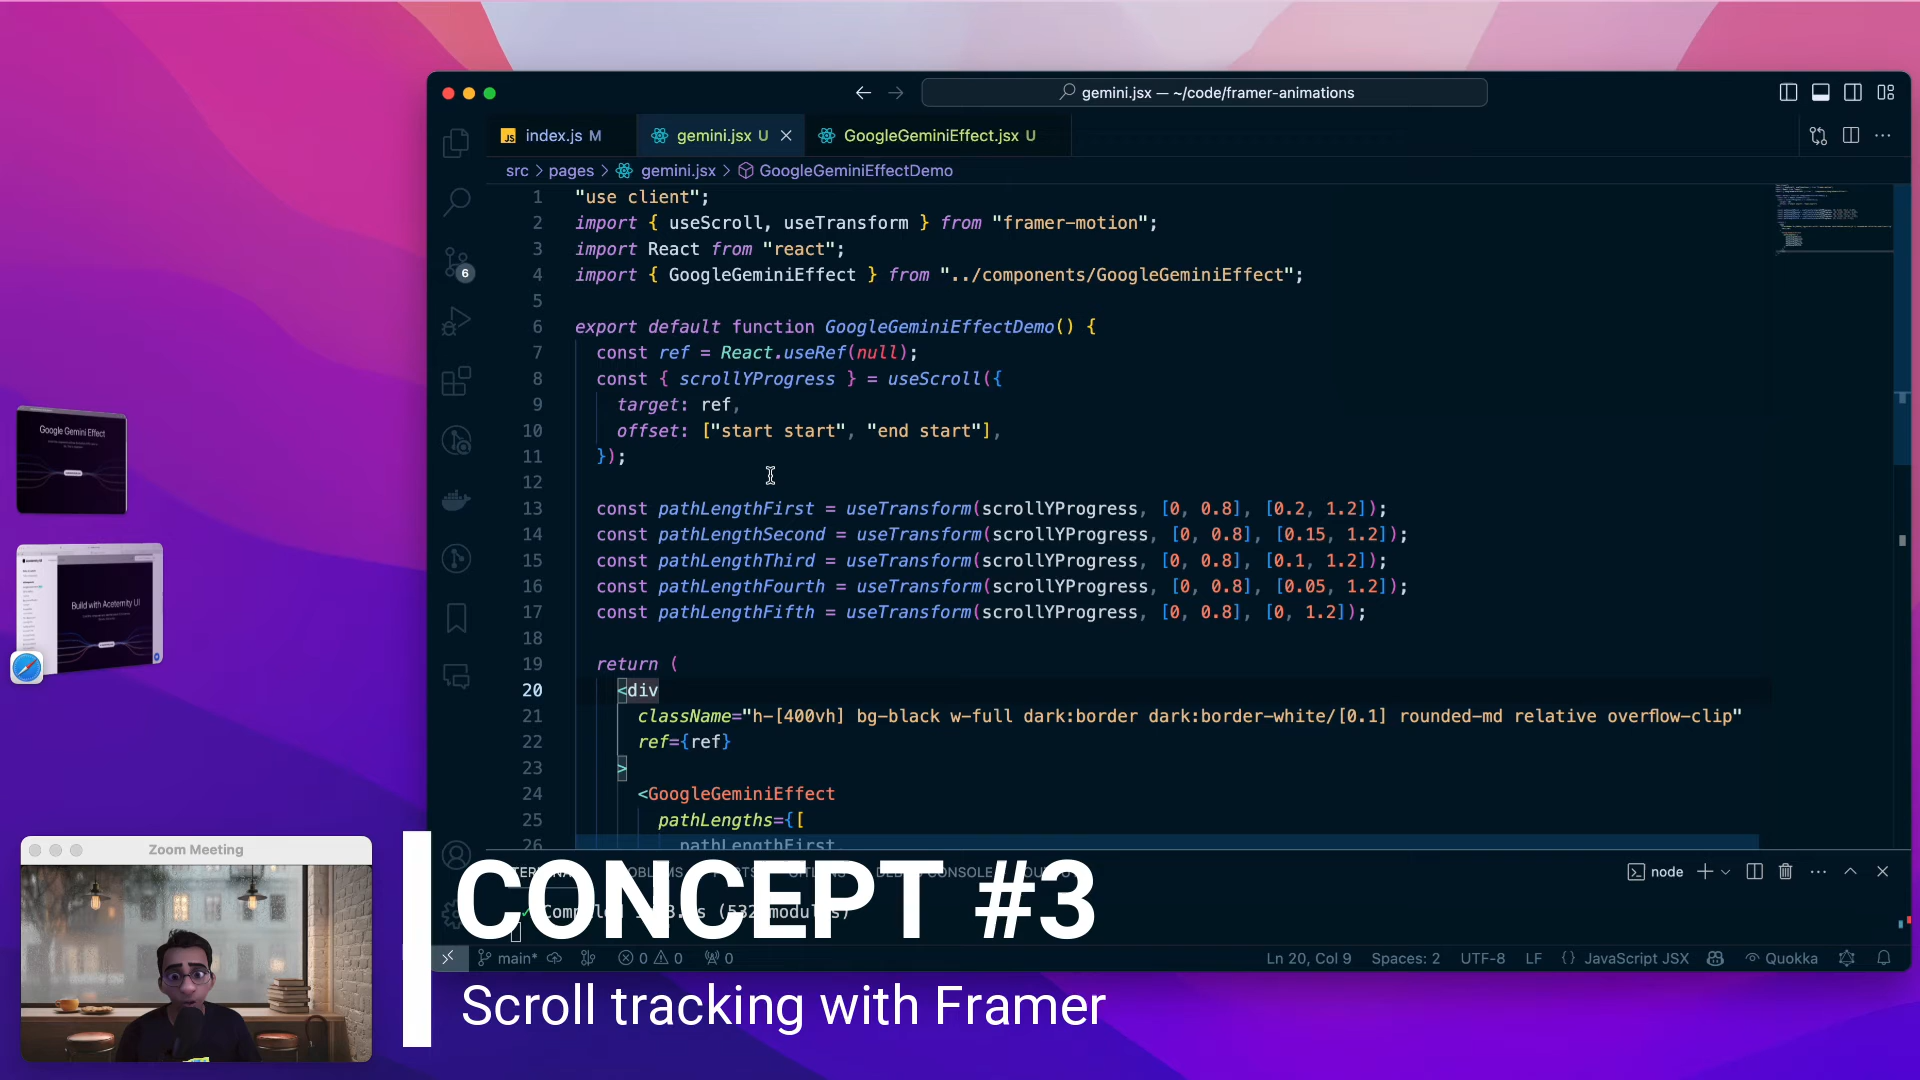 gemini.jsx — ~/code/framer-animations
index.js M
gemini.jsx U
GoogleGeminiEffect.jsx U
src > pages > gemini.jsx > GoogleGeminiEffectDemo
1 "use client";
2 import { useScroll, useTransform } from "framer-motion";
3 import React from "react";
4 import { GoogleGeminiEffect } from "../components/GoogleGeminiEffect";
5
6 export default function GoogleGeminiEffectDemo() {
7 const ref = React.useRef(null);
8 const { scrollYProgress } = useScroll({
9 target: ref,
10 offset: ["start start", "end start"],
11 });
12
13 const pathLengthFirst = useTransform(scrollYProgress, [0, 0.8], [0.2, 1.2]);
14 const pathLengthSecond = useTransform(scrollYProgress, [0, 0.8], [0.15, 1.2]);
15 const pathLengthThird = useTransform(scrollYProgress, [0, 0.8], [0.1, 1.2]);
16 const pathLengthFourth = useTransform(scrollYProgress, [0, 0.8], [0.05, 1.2]);
17 const pathLengthFifth = useTransform(scrollYProgress, [0, 0.8], [0, 1.2]);
18
19 return (
20 <div
21 className="h-[400vh] bg-black w-full dark:border dark:border-white/[0.1] rounded-md relative overflow-clip"
22 ref={ref}
23 >
24 <GoogleGeminiEffect
25 pathLengths={[
26 pathLengthFirst,
6
Google Gemini Effect
Build with Aceternity UI
Zoom Meeting
node
CONCEPT #3
main*
0
0
0
Ln 20, Col 9
Spaces: 2
UTF-8
LF
{} JavaScript JSX
Quokka
Scroll tracking with Framer